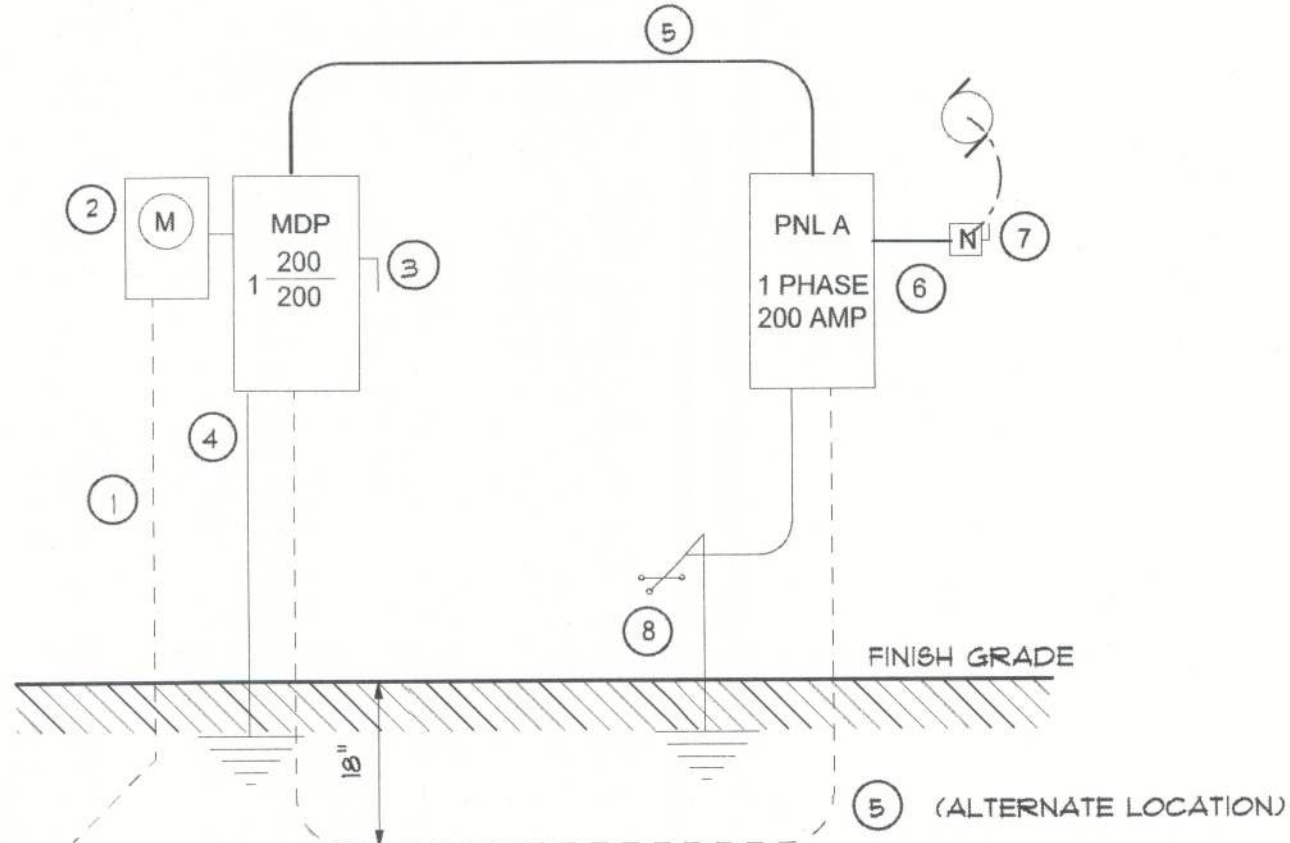 5
2
M
MDP
1 200
200
3
PNL A
1 PHASE
200 AMP
N
7
6
4
1
8
FINISH GRADE
18"
5 (ALTERNATE LOCATION)